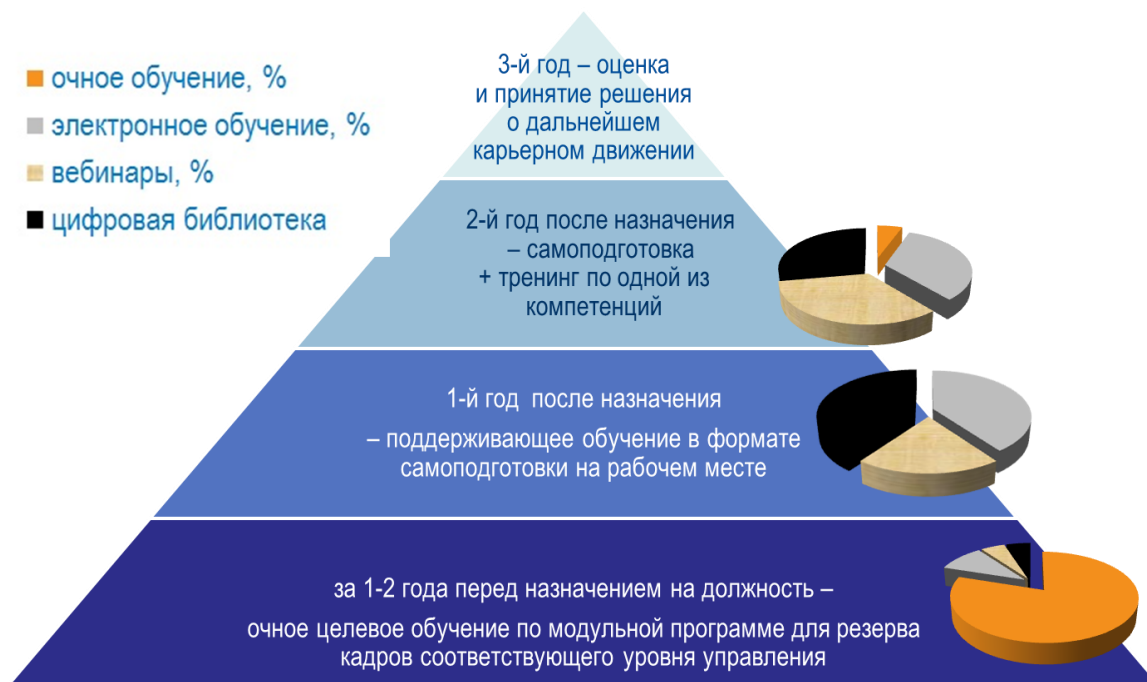 очное обучение, %
электронное обучение, %
вебинары, %
цифровая библиотека
3-й год – оценка
и принятие решения
о дальнейшем
карьерном движении
2-й год после назначения
– самоподготовка
+ тренинг по одной из
компетенций
1-й год после назначения
– поддерживающее обучение в формате
самоподготовки на рабочем месте
за 1-2 года перед назначением на должность –
очное целевое обучение по модульной программе для резерва
кадров соответствующего уровня управления